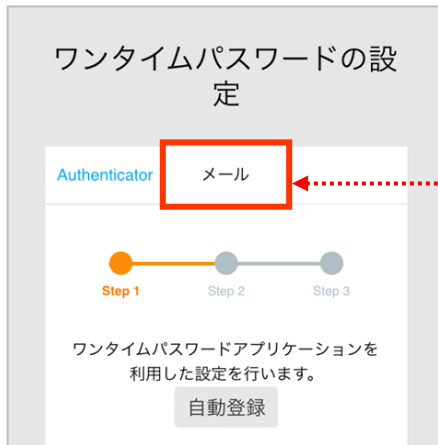 ワンタイムパスワードの設
定
Authenticator メール
Step 1 Step 2 Step 3
ワンタイムパスワードアプリケーションを
利用した設定を行います。
自動登録